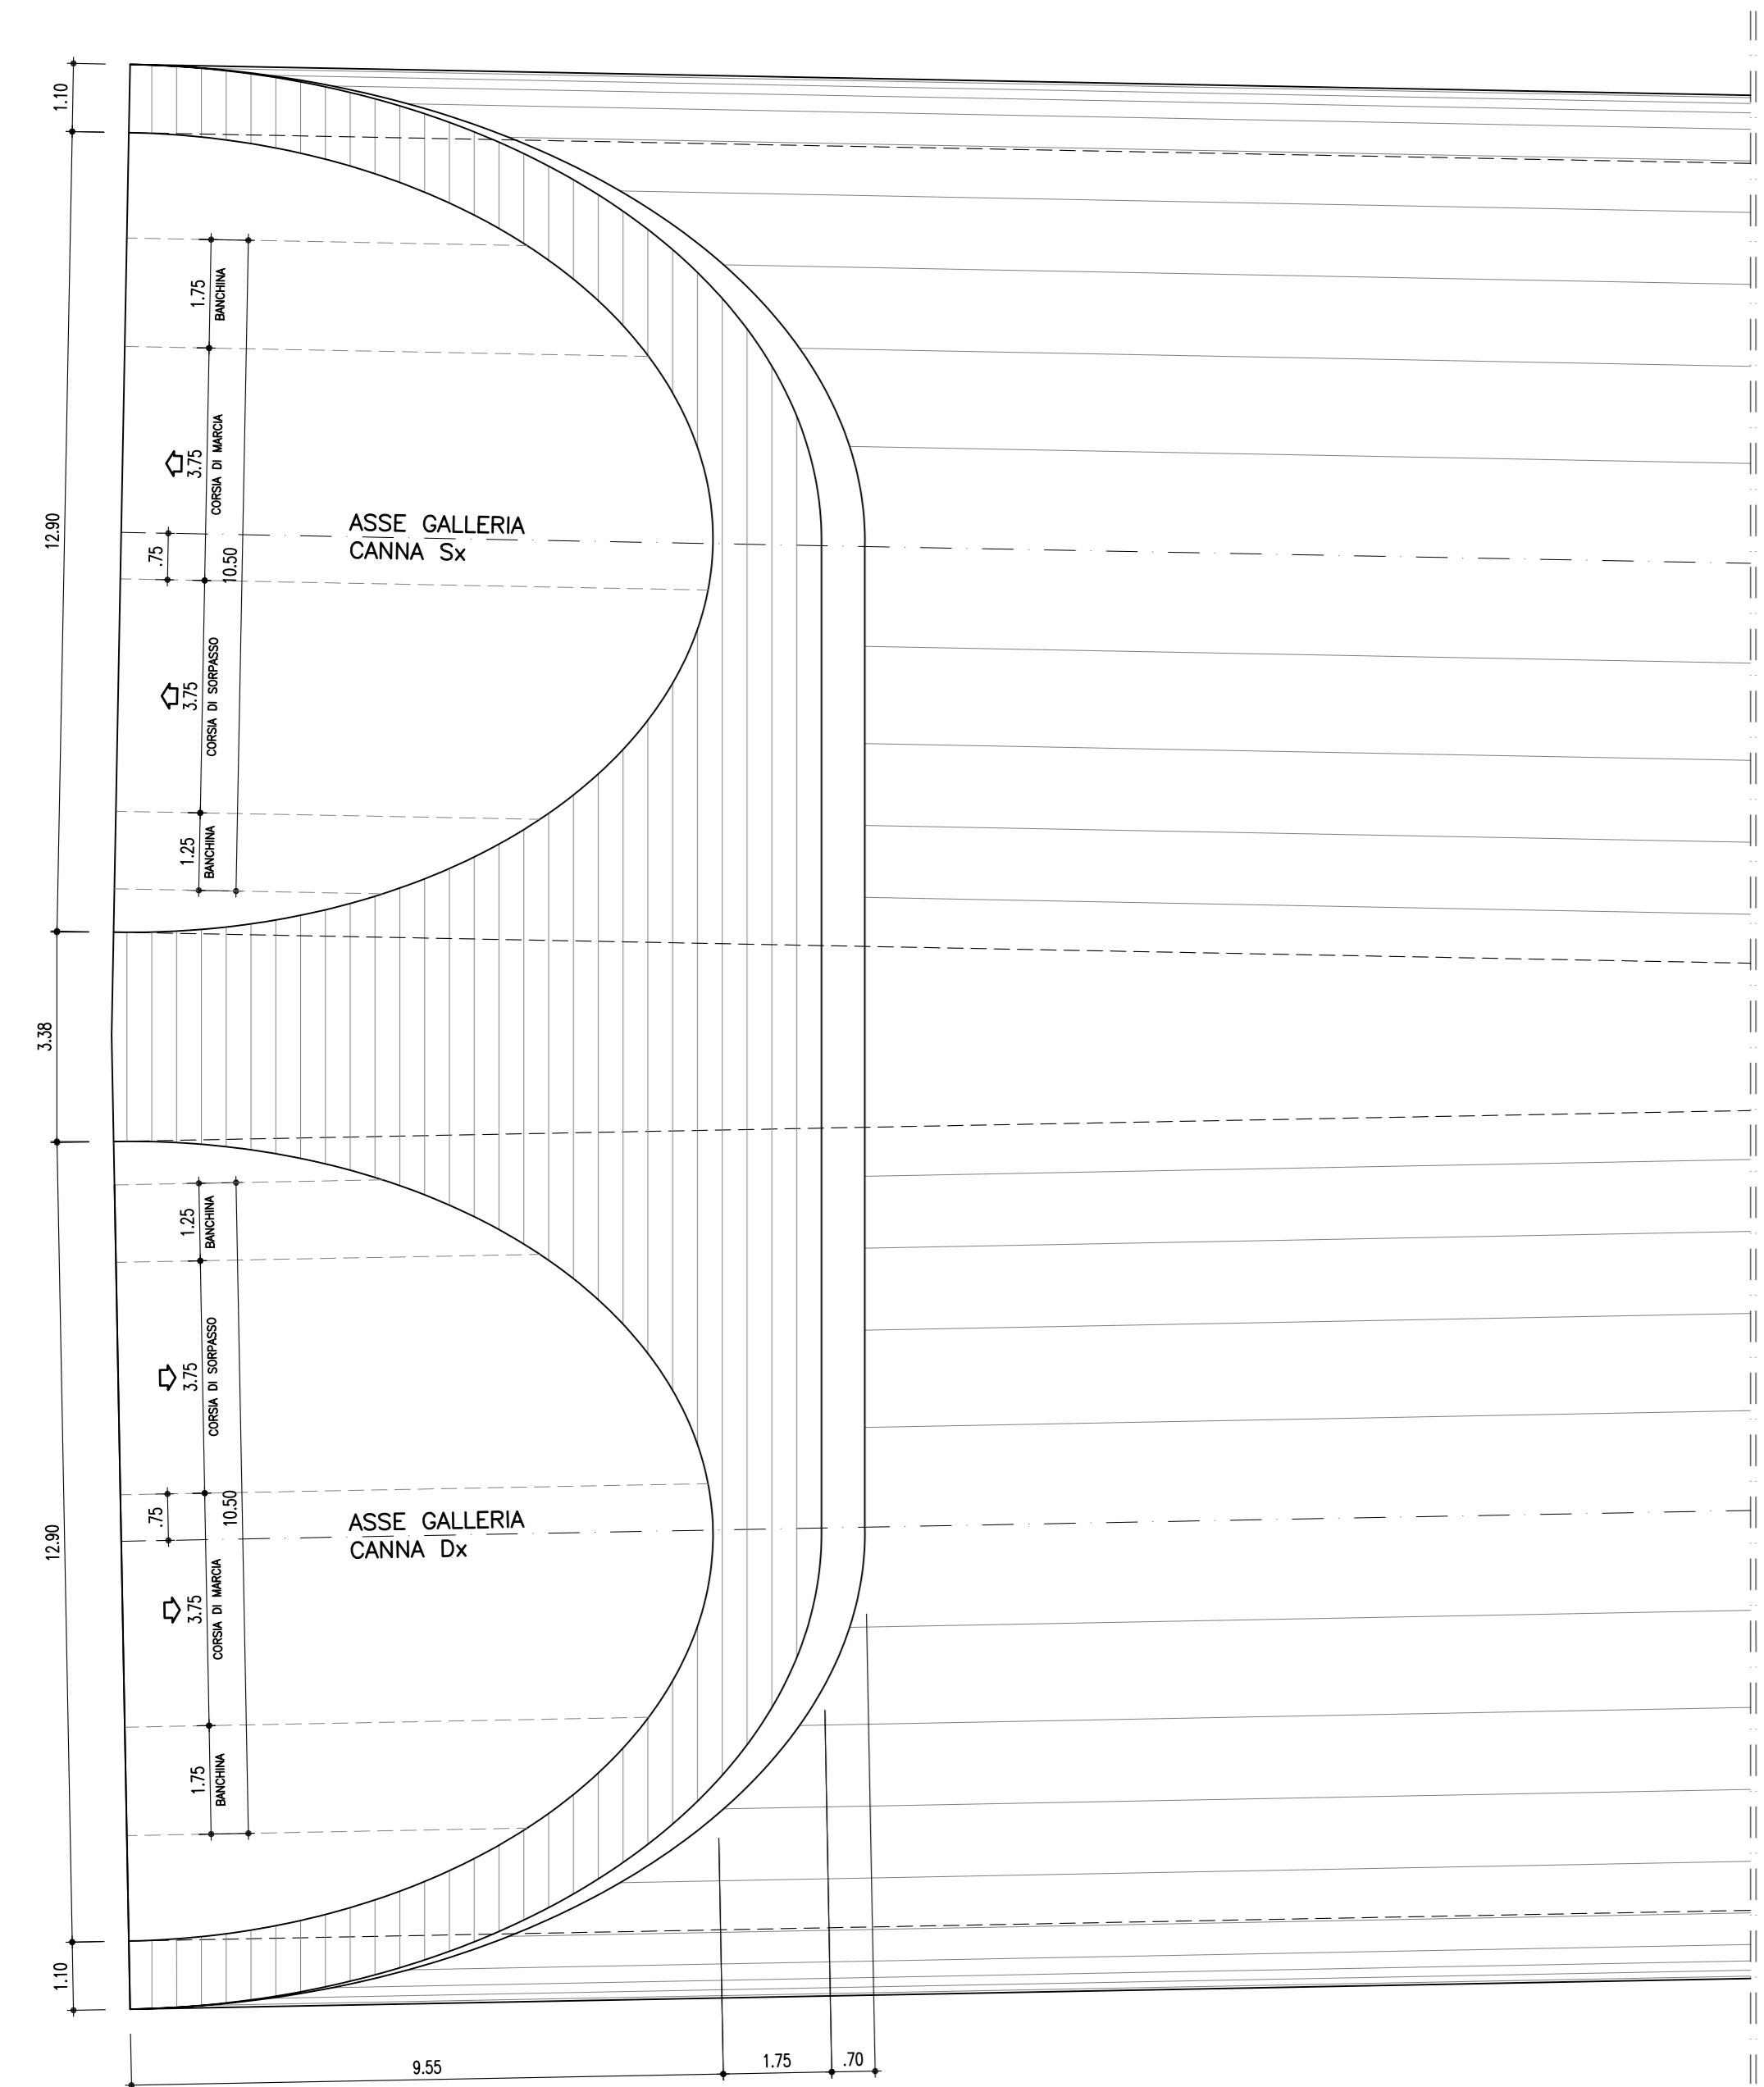 1.10
12.90
3.38
12.90
1.10
1.75
BANCHINA
3.75
CORSIA DI MARCIA
.75
10.50
3.75
CORSIA DI SORPASSO
1.25
BANCHINA
ASSE GALLERIA
CANNA Sx
1.25
BANCHINA
3.75
CORSIA DI SORPASSO
.75
10.50
3.75
CORSIA DI MARCIA
1.75
BANCHINA
ASSE GALLERIA
CANNA Dx
9.55
1.75
.70